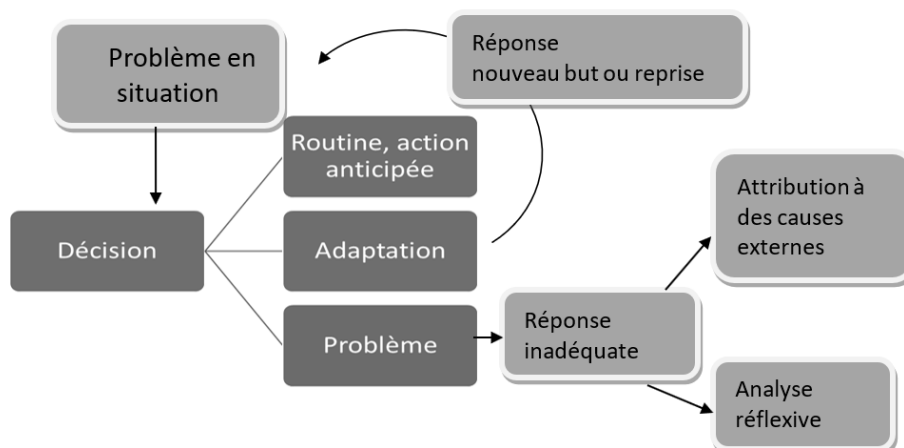 Problème en
situation
Réponse
nouveau but ou reprise
Routine, action
anticipée
Décision
Adaptation
Problème
Réponse
inadéquate
Attribution à
des causes
externes
Analyse
réflexive